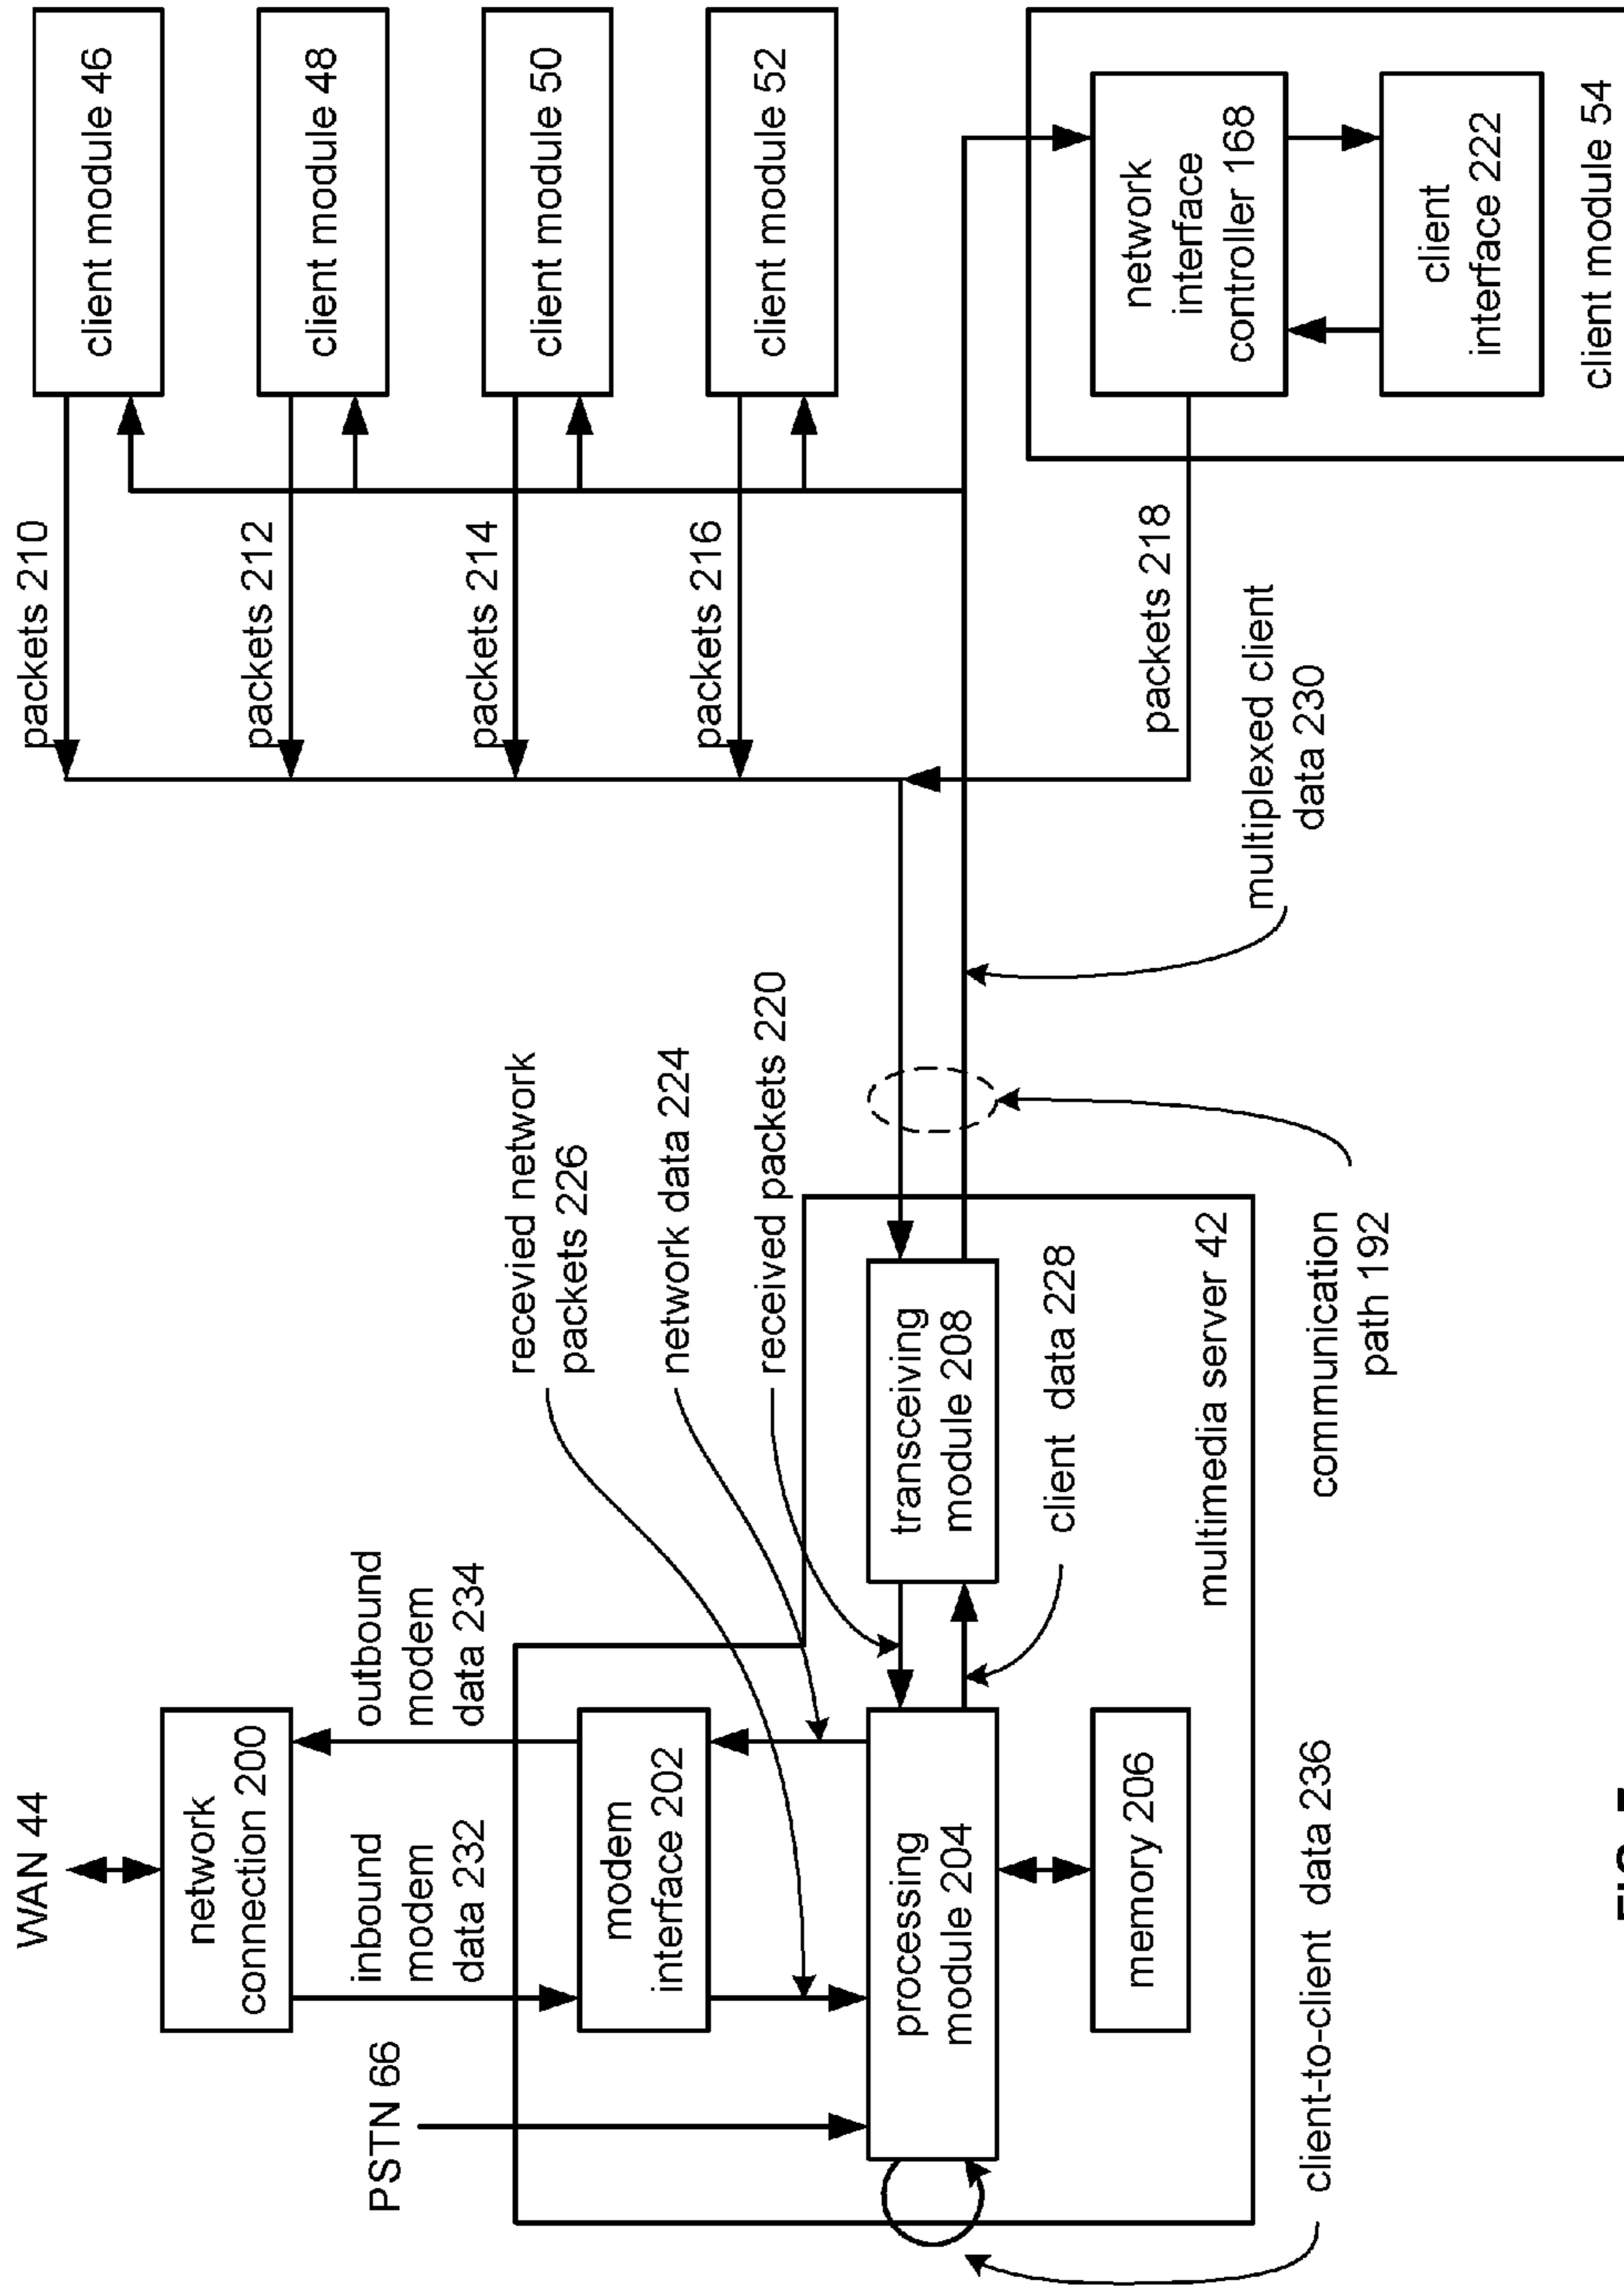 WAN 44
network
connection 200
PSTN 66
inbound
modem
data 232
outbound
modem
data 234
modem
interface 202
recevied network
packets 226
network data 224
received packets 220
processing
module 204
transceiving
module 208
client data 228
memory 206
multimedia server 42
client-to-client data 236
communication
path 192
multiplexed client
data 230
packets 210
client module 46
packets 212
client module 48
packets 214
client module 50
packets 216
client module 52
packets 218
network
interface
controller 168
client
interface 222
client module 54